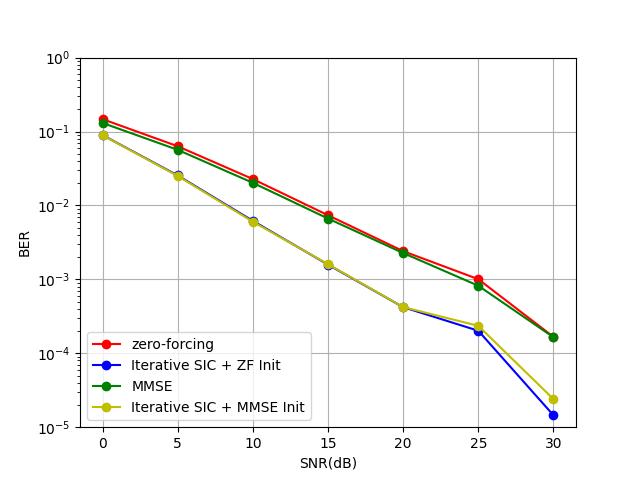 10^0
10^-1
10^-2
10^-3
10^-4
10^-5
BER
zero-forcing
Iterative SIC + ZF Init
MMSE
Iterative SIC + MMSE Init
0 5 10 15 20 25 30
SNR(dB)